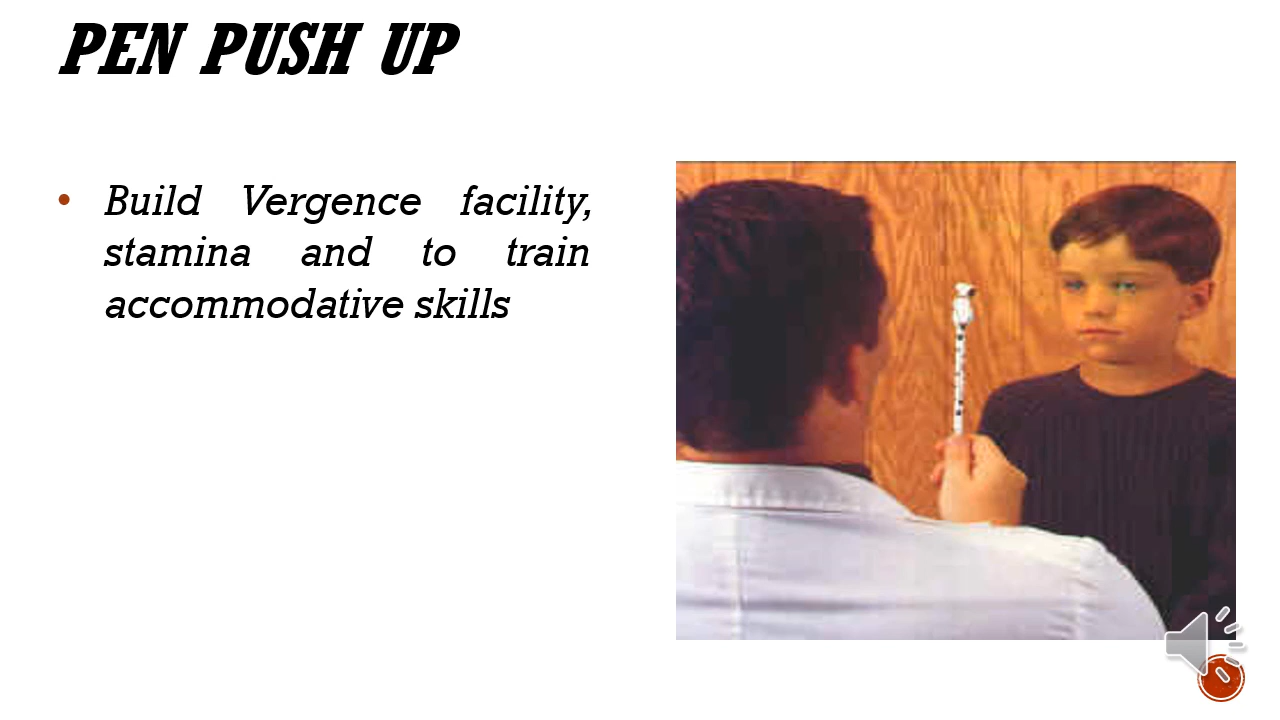 PEN PUSH UP
• Build Vergence facility,
stamina and to train
accommodative skills